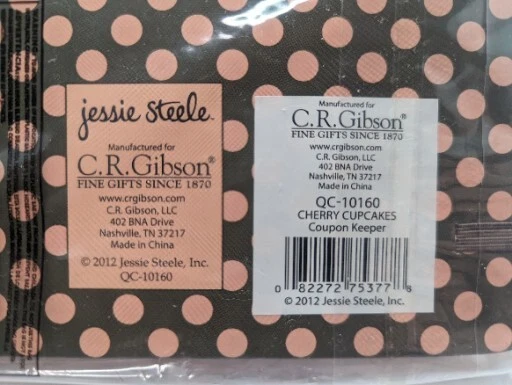 jessie steele™
Manufactured for
C.R. Gibson®
FINE GIFTS SINCE 1870
www.crgibson.com
C.R. Gibson, LLC
402 BNA Drive
Nashville, TN 37217
Made in China
© 2012 Jessie Steele, Inc.
QC-10160
Manufactured for
C.R. Gibson®
FINE GIFTS SINCE 1870
www.crgibson.com
C.R. Gibson, LLC
402 BNA Drive
Nashville, TN 37217
Made in China
QC-10160
CHERRY CUPCAKES
Coupon Keeper
0 82272 75377 8
© 2012 Jessie Steele, Inc.